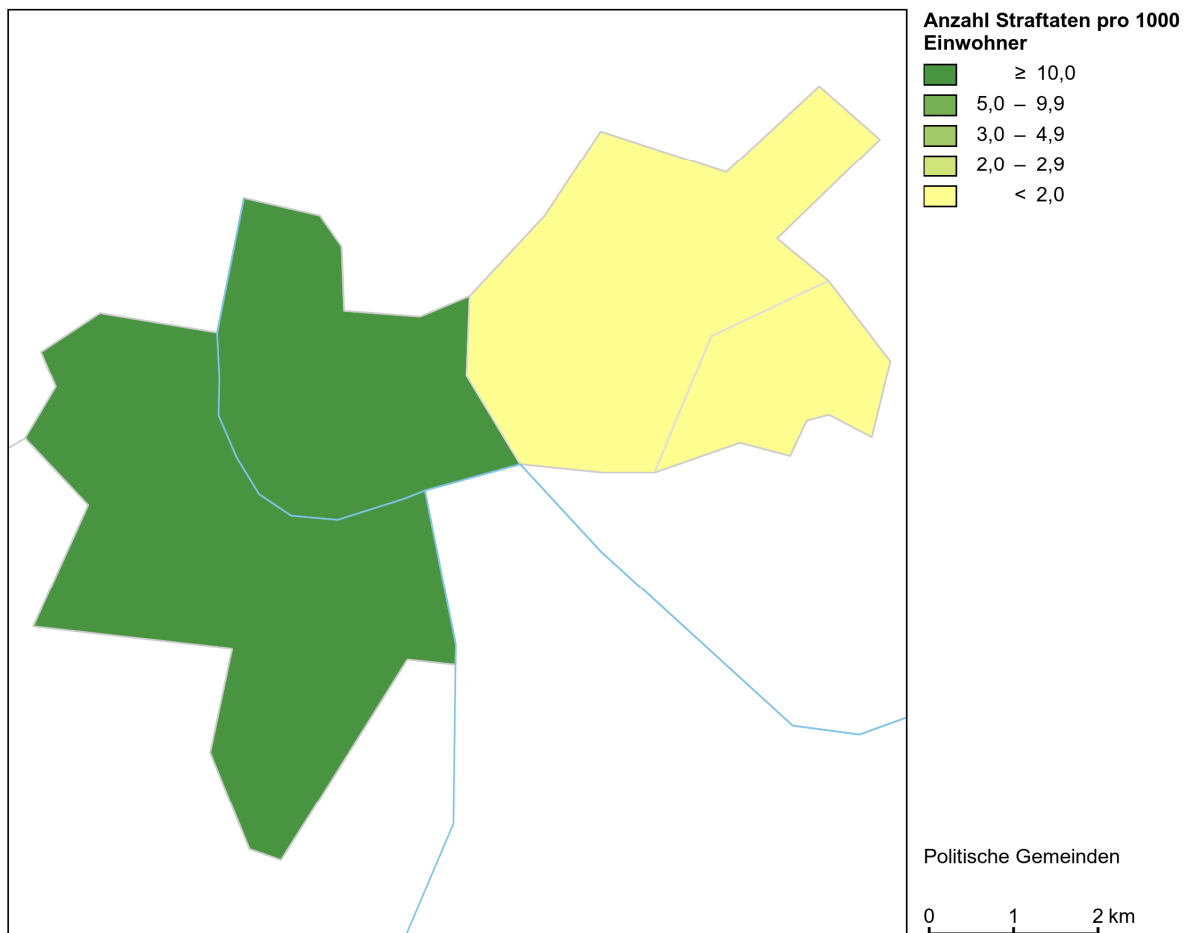 Anzahl Straftaten pro 1000
Einwohner
≥ 10,0
5,0 – 9,9
3,0 – 4,9
2,0 – 2,9
< 2,0
Politische Gemeinden
0 1 2 km